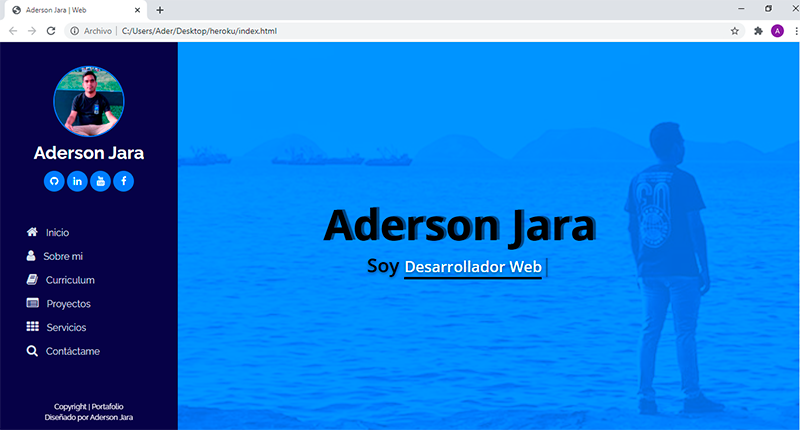 Aderson Jara | Web
Archivo
C:/Users/Ader/Desktop/heroku/index.html
A
Aderson Jara
Inicio
Sobre mi
Curriculum
Proyectos
Servicios
Contáctame
Copyright | Portafolio
Diseñado por Aderson Jara
Aderson Jara
Soy Desarrollador Web